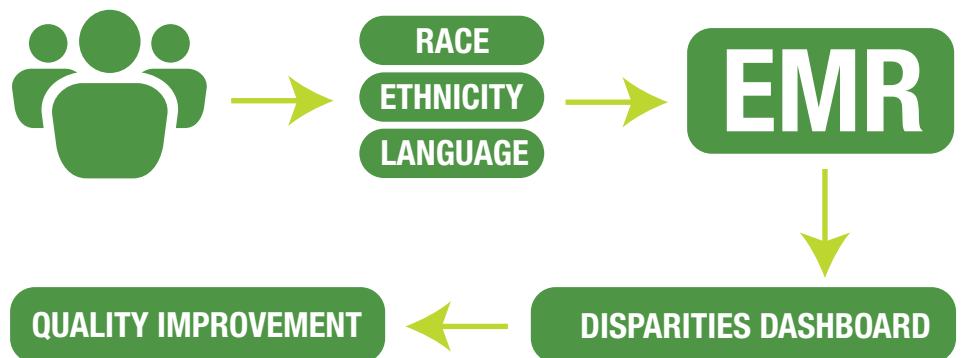 RACE
ETHNICITY
LANGUAGE
EMR
DISPARITIES DASHBOARD
QUALITY IMPROVEMENT